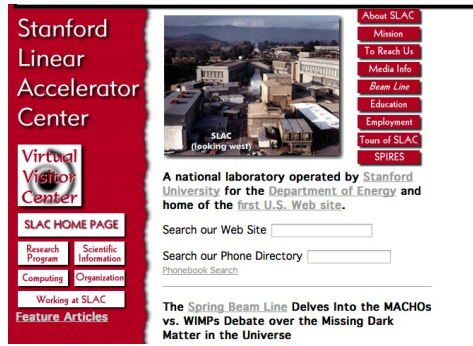 Stanford
Linear
Accelerator
Center
Virtual
Visitor
Center
SLAC HOME PAGE
Research
Program
Scientific
Information
Computing
Organization
Working at SLAC
Feature Articles
SLAC
(looking west)
About SLAC
Mission
To Reach Us
Media Info
Beam Line
Education
Employment
Tours of SLAC
SPIRES
A national laboratory operated by Stanford
University for the Department of Energy and
home of the first U.S. Web site.
Search our Web Site
Search our Phone Directory
Phonebook Search
The Spring Beam Line Delves Into the MACHOs
vs. WIMPs Debate over the Missing Dark
Matter in the Universe